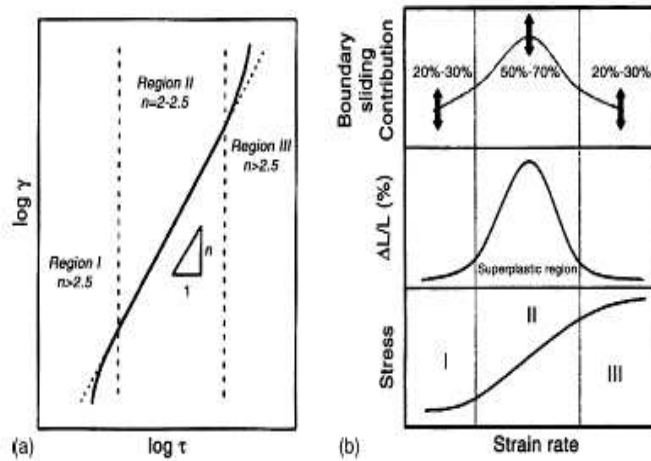 Region II
n=2-2.5
Region III
n>2.5
Region I
n>2.5
n
1
log γ
log τ
(a)
Boundary
sliding
Contribution
20%-30%
50%-70%
20%-30%
ΔL/L (%)
Superplastic region
Stress
I
II
III
Strain rate
(b)